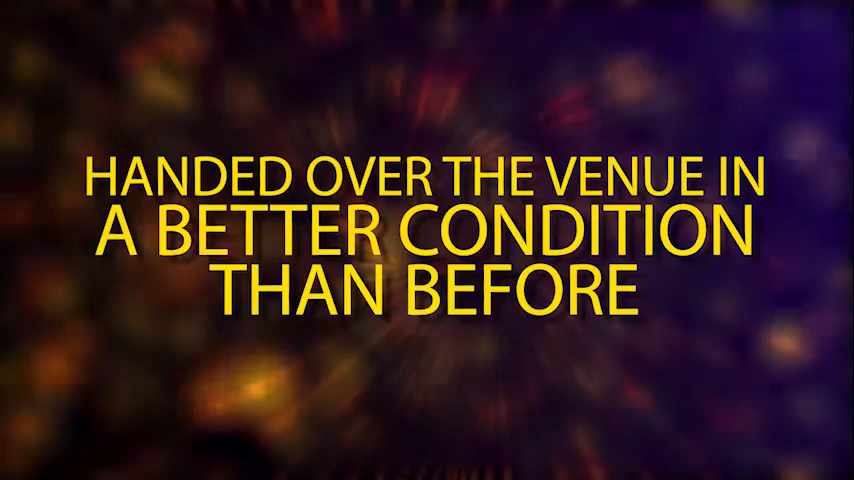 HANDED OVER THE VENUE IN
A BETTER CONDITION
THAN BEFORE